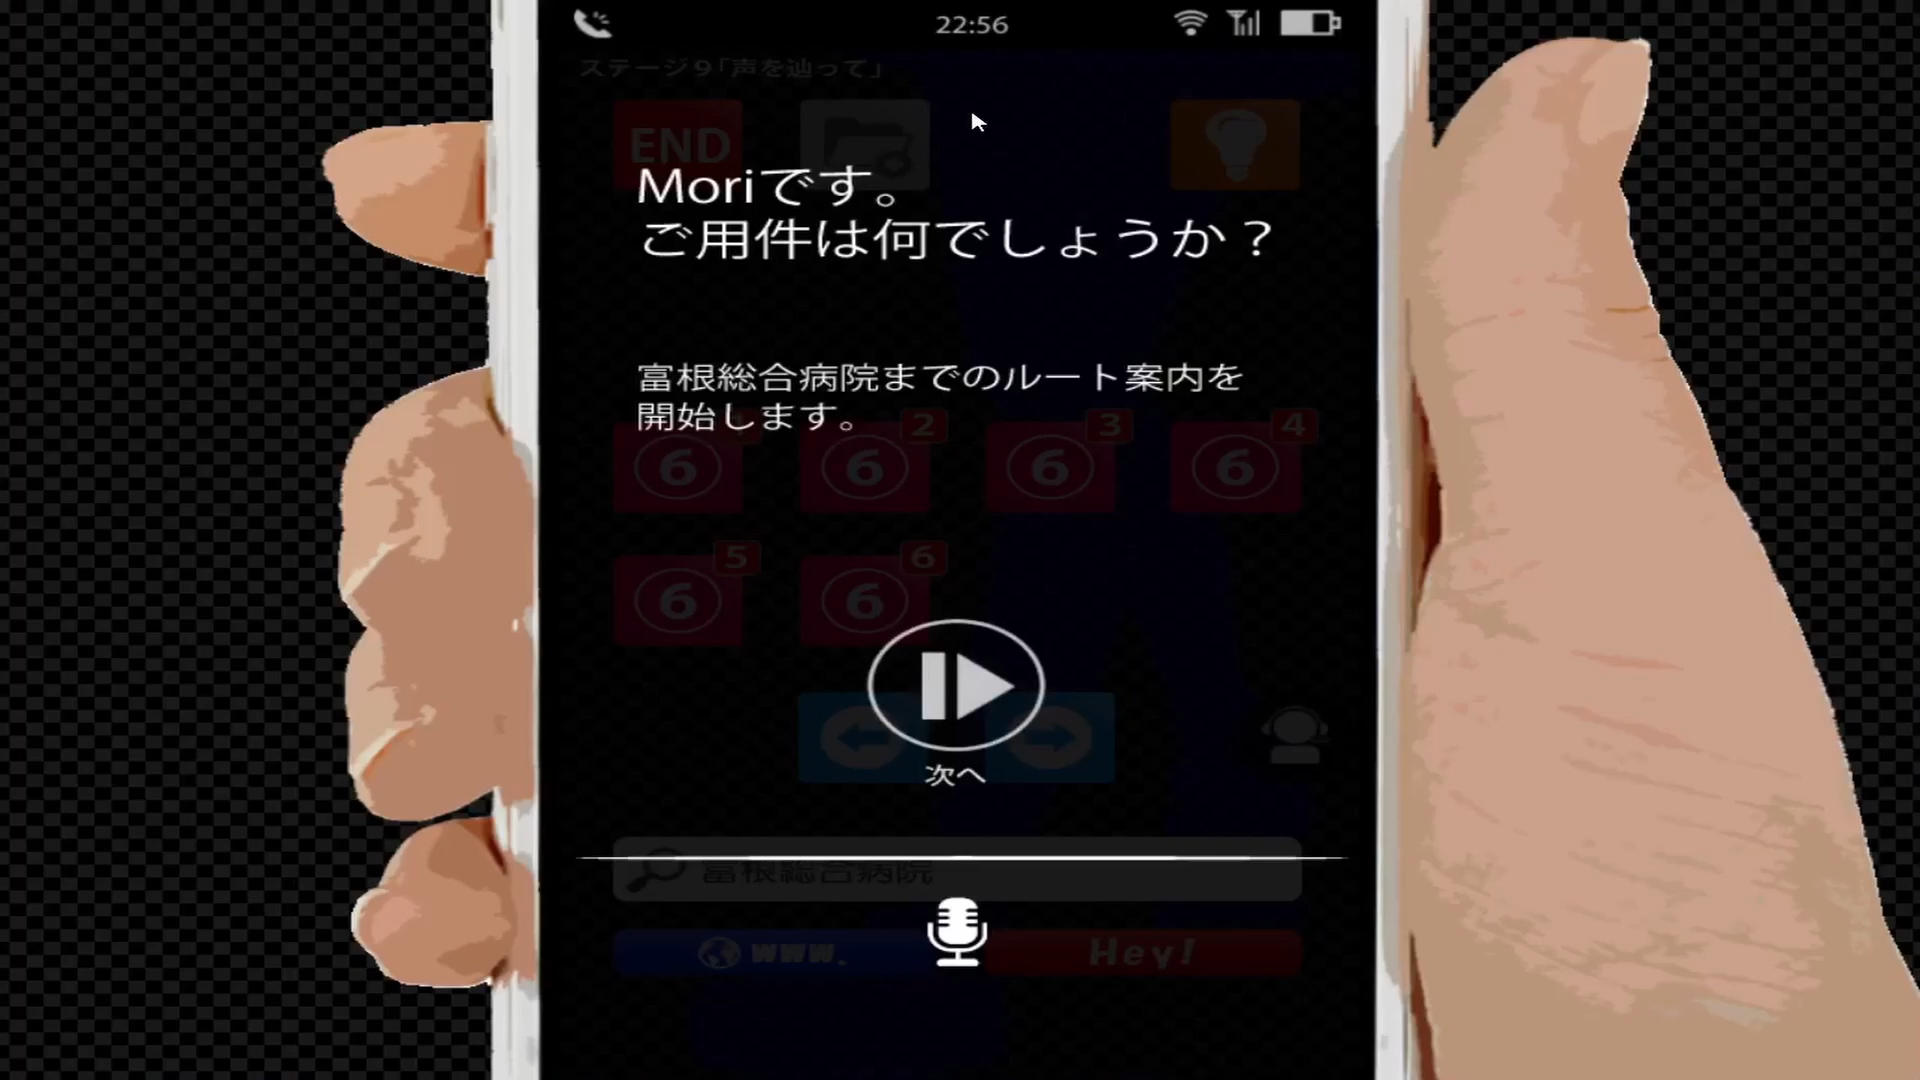 22:56
ステージ9「声を辿って」
END
Moriです。
ご用件は何でしょうか？
富根総合病院までのルート案内を
開始します。
2
3
4
6
6
6
6
5
6
6
6
次へ
富根総合病院
www.
Hey!